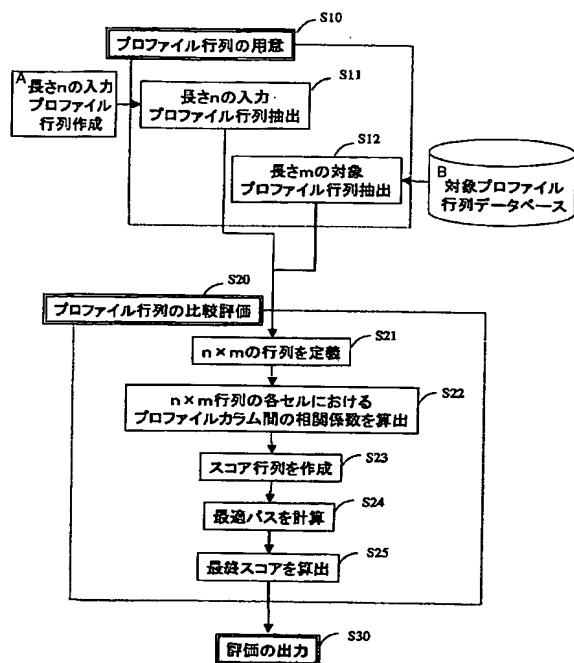 S10
プロファイル行列の用意
A
長さnの入力
プロファイル
行列作成
S11
長さnの入力
プロファイル行列抽出
S12
長さmの対象
プロファイル行列抽出
B
対象プロファイル
行列データベース
S20
プロファイル行列の比較評価
S21
n×mの行列を定義
S22
n×m行列の各セルにおける
プロファイルカラム間の相関係数を算出
S23
スコア行列を作成
S24
最適パスを計算
S25
最終スコアを算出
S30
評価の出力